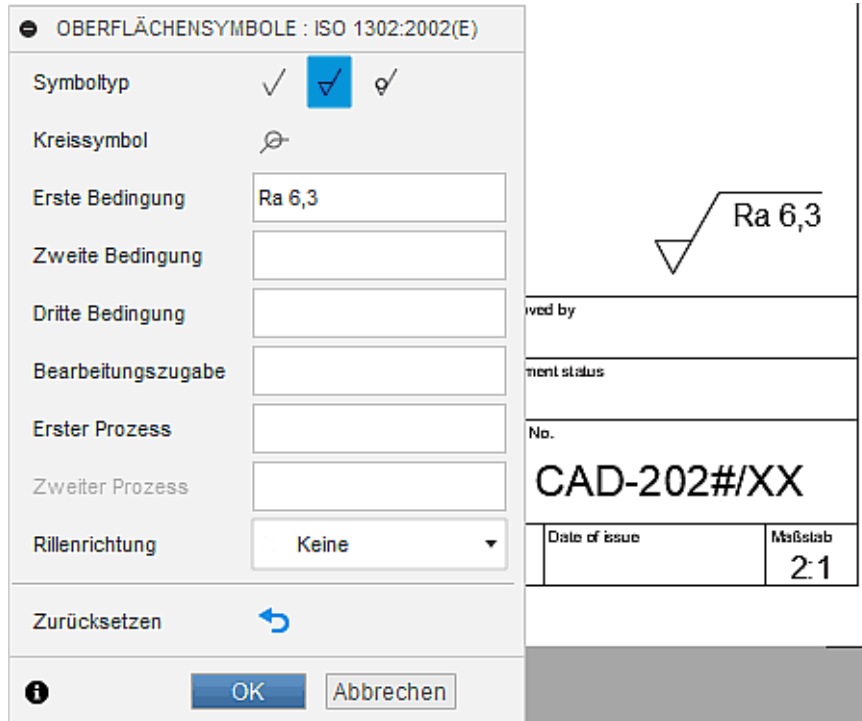 OBERFLÄCHENSYMBOLE : ISO 1302:2002(E)
Symboltyp
Kreissymbol
Erste Bedingung Ra 6,3
Zweite Bedingung
Dritte Bedingung
Bearbeitungszugabe
Erster Prozess
Zweiter Prozess
Rillenrichtung Keine
Zurücksetzen
OK Abbrechen
Ra 6,3
ved by
ment status
No.
CAD-202#/XX
Date of issue Maßstab
2:1